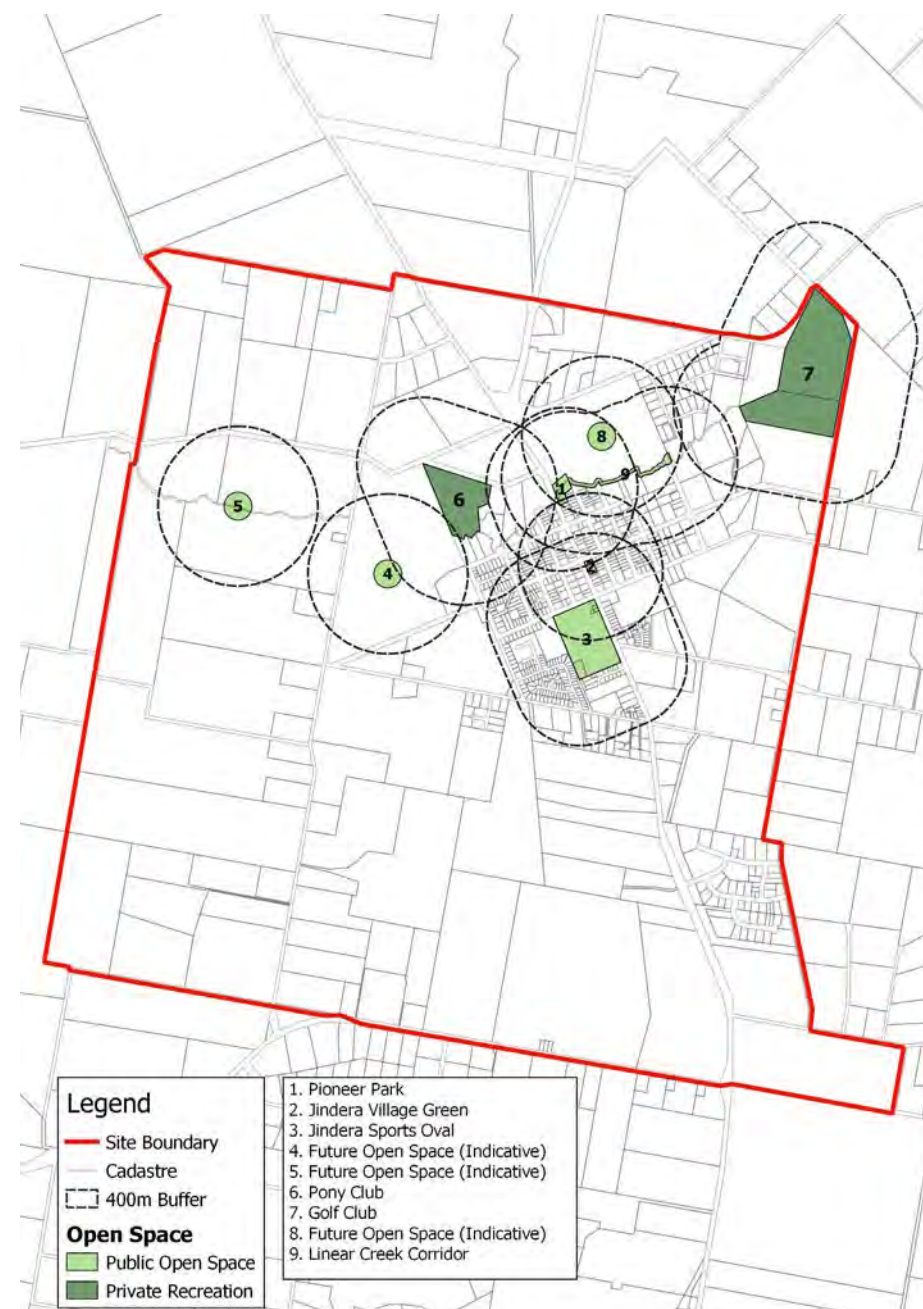 7
8
1
9
6
5
4
2
3
Legend
Site Boundary
Cadastre
400m Buffer
Open Space
Public Open Space
Private Recreation
1. Pioneer Park
2. Jindera Village Green
3. Jindera Sports Oval
4. Future Open Space (Indicative)
5. Future Open Space (Indicative)
6. Pony Club
7. Golf Club
8. Future Open Space (Indicative)
9. Linear Creek Corridor